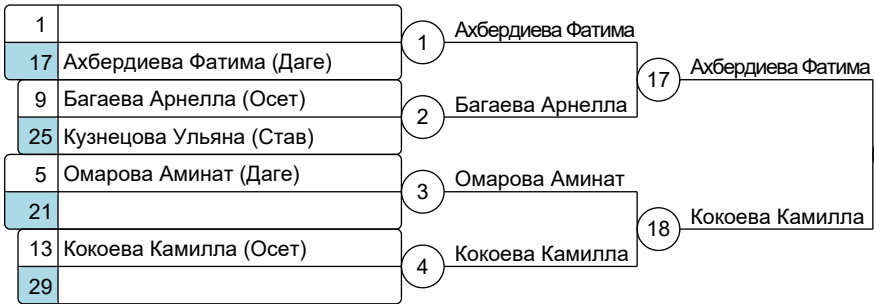 1
17 Ахбердиева Фатима (Даге)
9 Багаева Арнелла (Осет)
25 Кузнецова Ульяна (Став)
5 Омарова Аминат (Даге)
21
13 Кокоева Камилла (Осет)
29
1
2
3
4
Ахбердиева Фатима
Багаева Арнелла
Омарова Аминат
Кокоева Камилла
17
18
Ахбердиева Фатима
Кокоева Камилла